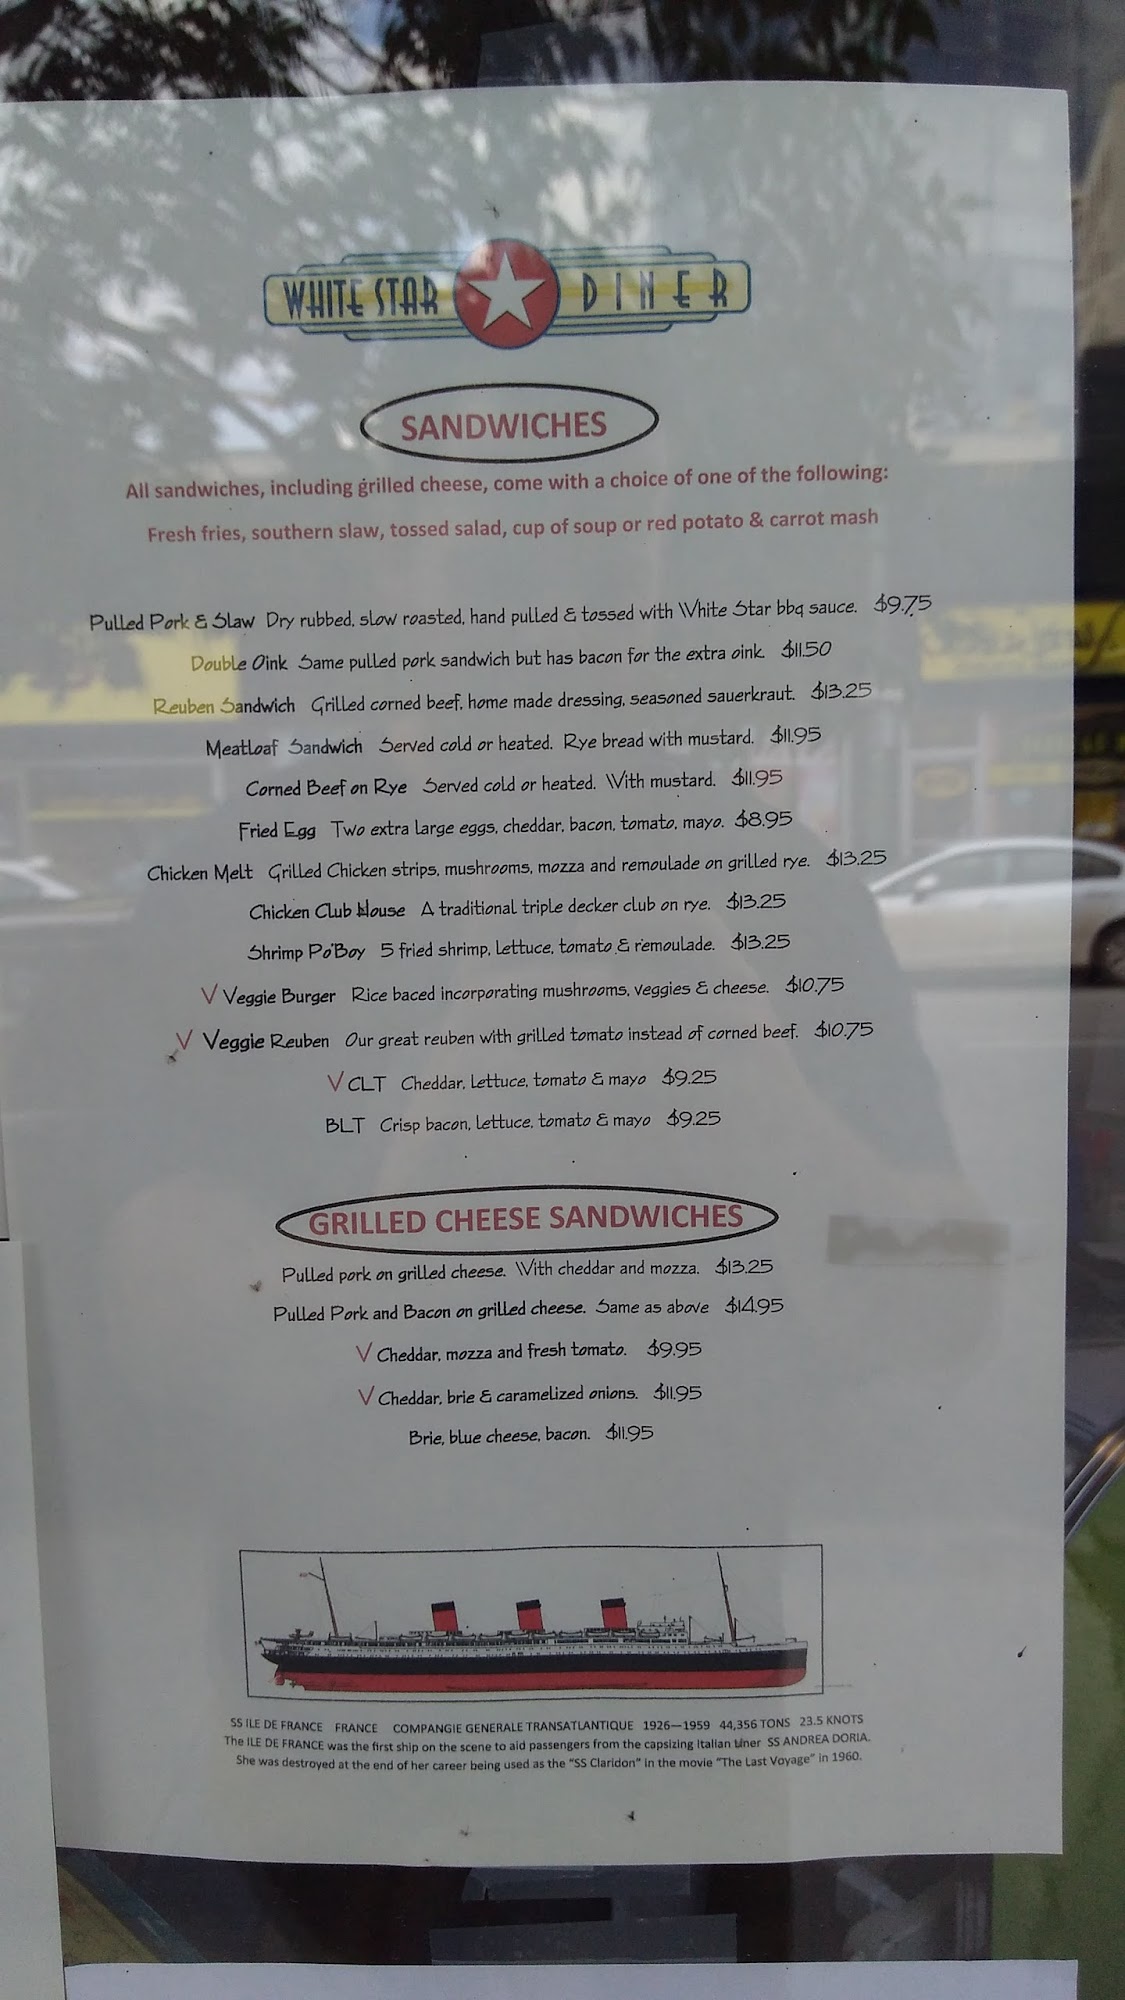 WHITE STAR DINER
SANDWICHES
All sandwiches, including grilled cheese, come with a choice of one of the following:
Fresh fries, southern slaw, tossed salad, cup of soup or red potato & carrot mash
Pulled Pork & Slaw Dry rubbed, slow roasted, hand pulled & tossed with White Star bbq sauce. $9.75
Double Oink Same pulled pork sandwich but has bacon for the extra oink. $11.50
Reuben Sandwich Grilled corned beef, home made dressing, seasoned sauerkraut. $13.25
Meatloaf Sandwich Served cold or heated. Rye bread with mustard. $11.95
Corned Beef on Rye Served cold or heated. With mustard. $11.95
Fried Egg Two extra large eggs, cheddar, bacon, tomato, mayo. $8.95
Chicken Melt Grilled Chicken strips, mushrooms, mozza and remoulade on grilled rye. $13.25
Chicken Club House A traditional triple decker club on rye. $13.25
Shrimp Po'Boy 5 fried shrimp, lettuce, tomato & remoulade. $13.25
V Veggie Burger Rice baced incorporating mushrooms, veggies & cheese. $10.75
V Veggie Reuben Our great reuben with grilled tomato instead of corned beef. $10.75
V CLT Cheddar, lettuce, tomato & mayo $9.25
BLT Crisp bacon, lettuce, tomato & mayo $9.25
GRILLED CHEESE SANDWICHES
Pulled pork on grilled cheese. With cheddar and mozza. $13.25
Pulled Pork and Bacon on grilled cheese. Same as above $14.95
V Cheddar, mozza and fresh tomato. $9.95
V Cheddar, brie & caramelized onions. $11.95
Brie, blue cheese, bacon. $11.95
SS ILE DE FRANCE FRANCE COMPANGIE GENERALE TRANSATLANTIQUE 1926—1959 44,356 TONS 23.5 KNOTS
The ILE DE FRANCE was the first ship on the scene to aid passengers from the capsizing Italian liner SS ANDREA DORIA.
She was destroyed at the end of her career being used as the "SS Claridon" in the movie "The Last Voyage" in 1960.